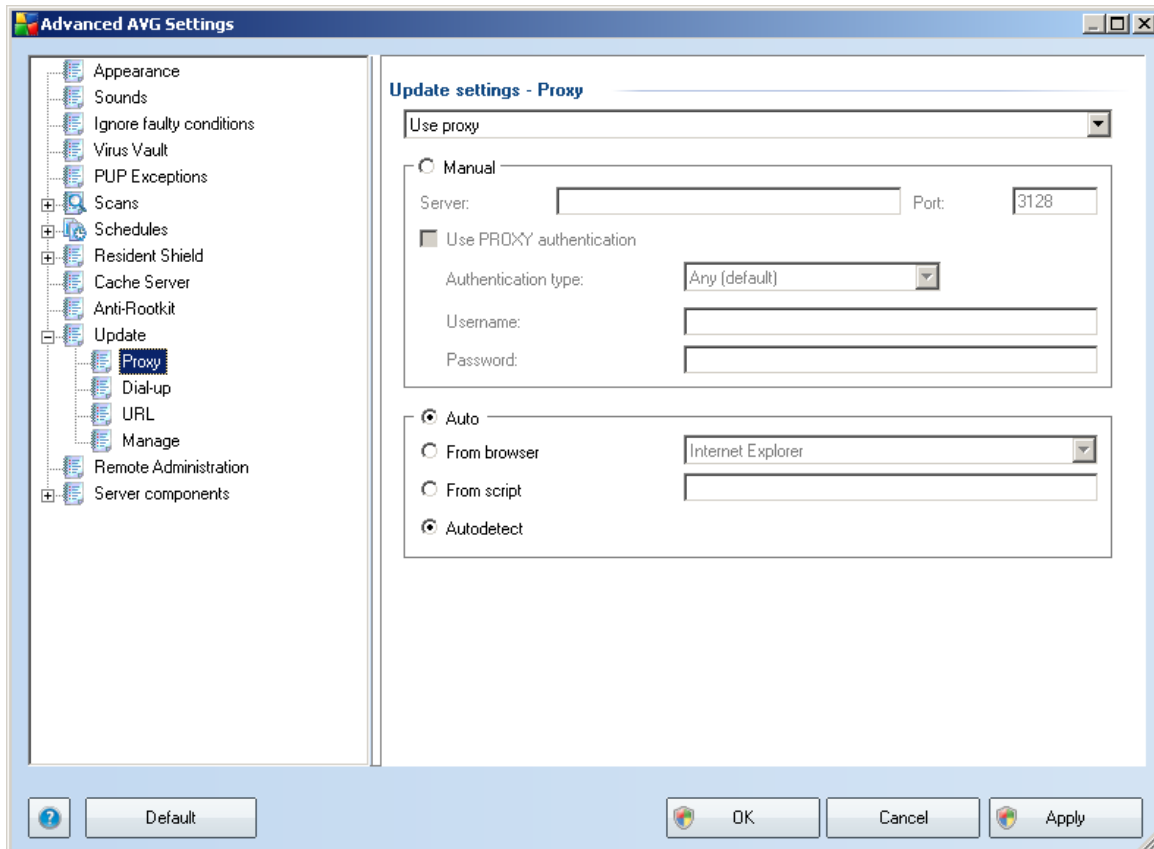 Advanced AVG Settings
Appearance
Sounds
Ignore faulty conditions
Virus Vault
PUP Exceptions
Scans
Schedules
Resident Shield
Cache Server
Anti-Rootkit
Update
Proxy
Dial-up
URL
Manage
Remote Administration
Server components
Update settings - Proxy
Use proxy
Manual
Server: Port: 3128
Use PROXY authentication
Authentication type: Any (default)
Username:
Password:
Auto
From browser Internet Explorer
From script
Autodetect
? Default OK Cancel Apply